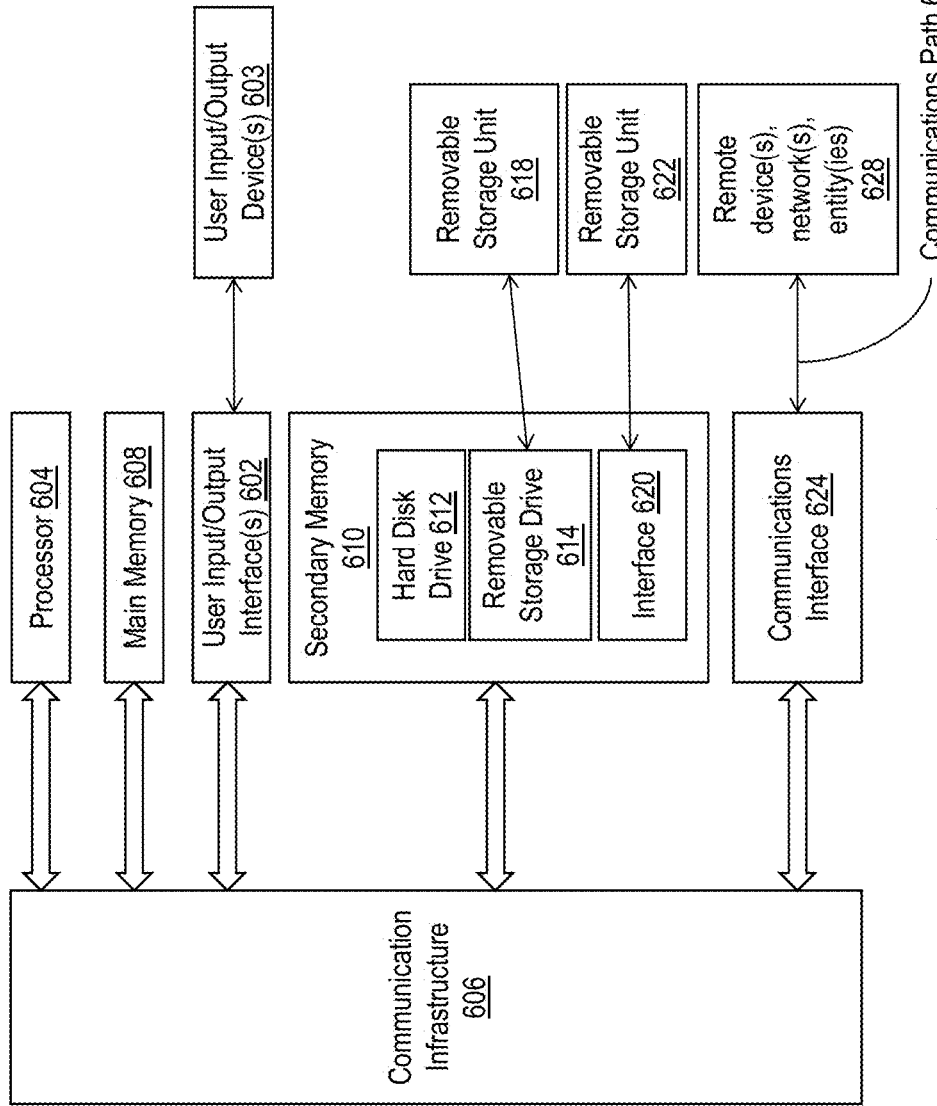 Processor 604
Main Memory 608
User Input/Output
Interface(s) 602
User Input/Output
Device(s) 603
Communication
Infrastructure
606
Secondary Memory
610
Hard Disk
Drive 612
Removable
Storage Drive
614
Interface 620
Removable
Storage Unit
618
Removable
Storage Unit
622
Communications
Interface 624
Remote
device(s),
network(s),
entity(ies)
628
Communications Path 6